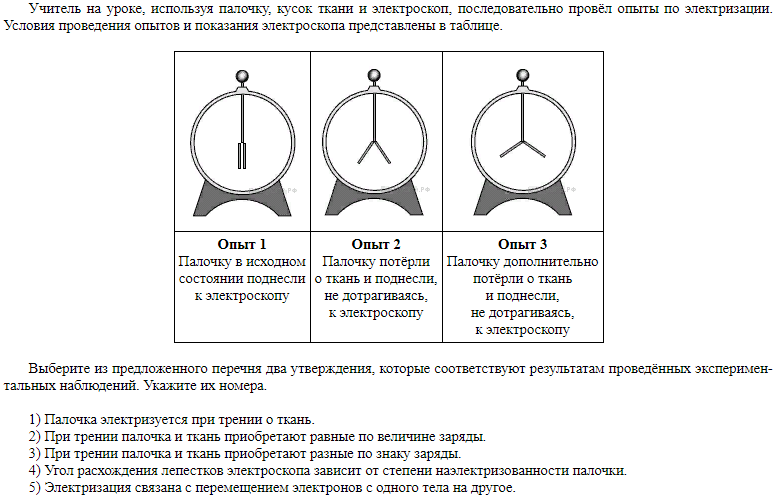 Учитель на уроке, используя палочку, кусок ткани и электроскоп, последовательно провёл опыты по электризации.
Условия проведения опытов и показания электроскопа представлены в таблице.
Опыт 1
Палочку в исходном
состоянии поднесли
к электроскопу
Опыт 2
Палочку потёрли
о ткань и поднесли,
не дотрагиваясь,
к электроскопу
Опыт 3
Палочку дополнительно
потёрли о ткань
и поднесли,
не дотрагиваясь,
к электроскопу
Выберите из предложенного перечня два утверждения, которые соответствуют результатам проведённых эксперимен-
тальных наблюдений. Укажите их номера.
1) Палочка электризуется при трении о ткань.
2) При трении палочка и ткань приобретают равные по величине заряды.
3) При трении палочка и ткань приобретают разные по знаку заряды.
4) Угол расхождения лепестков электроскопа зависит от степени наэлектризованности палочки.
5) Электризация связана с перемещением электронов с одного тела на другое.